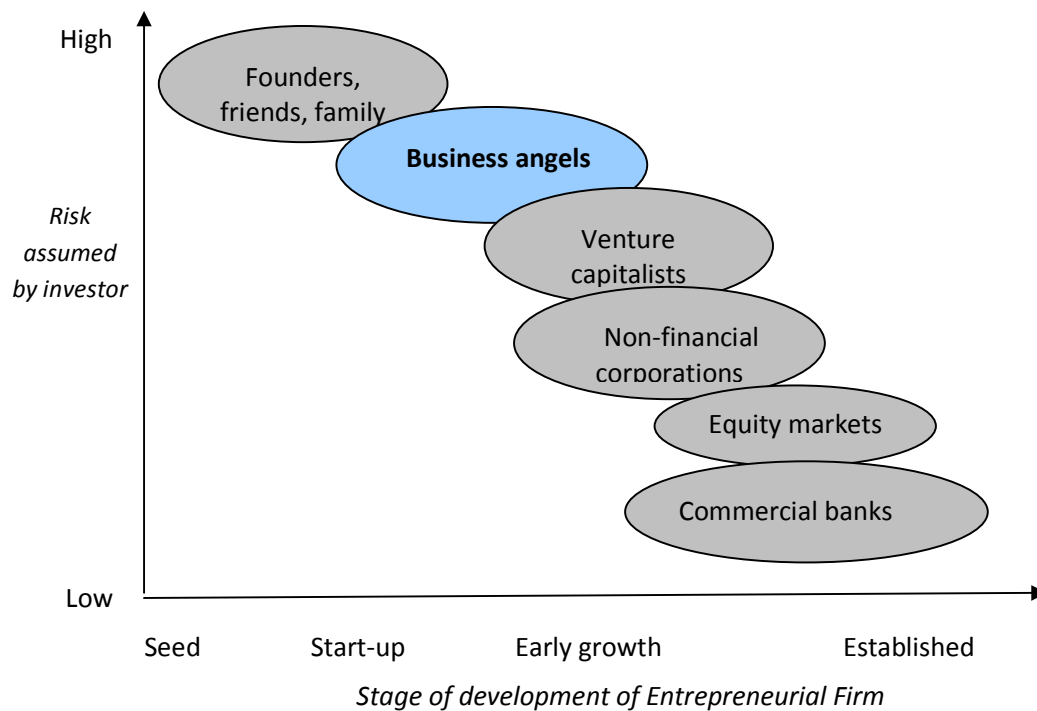 High
Founders,
friends, family
Business angels
Risk
assumed
by investor
Venture
capitalists
Non-financial
corporations
Equity markets
Commercial banks
Low
Seed Start-up Early growth Established
Stage of development of Entrepreneurial Firm